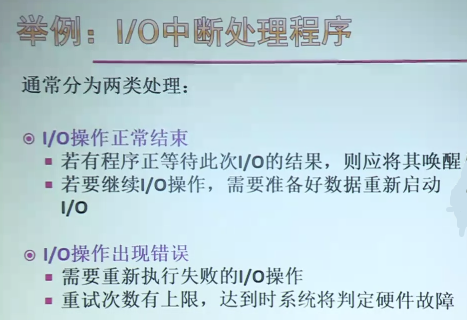 举例：I/O中断处理程序
通常分为两类处理：
I/O操作正常结束
若有程序正等待此次I/O的结果，则应将其唤醒
若要继续I/O操作，需要准备好数据重新启动
I/O
I/O操作出现错误
需要重新执行失败的I/O操作
重试次数有上限，达到时系统将判定硬件故障